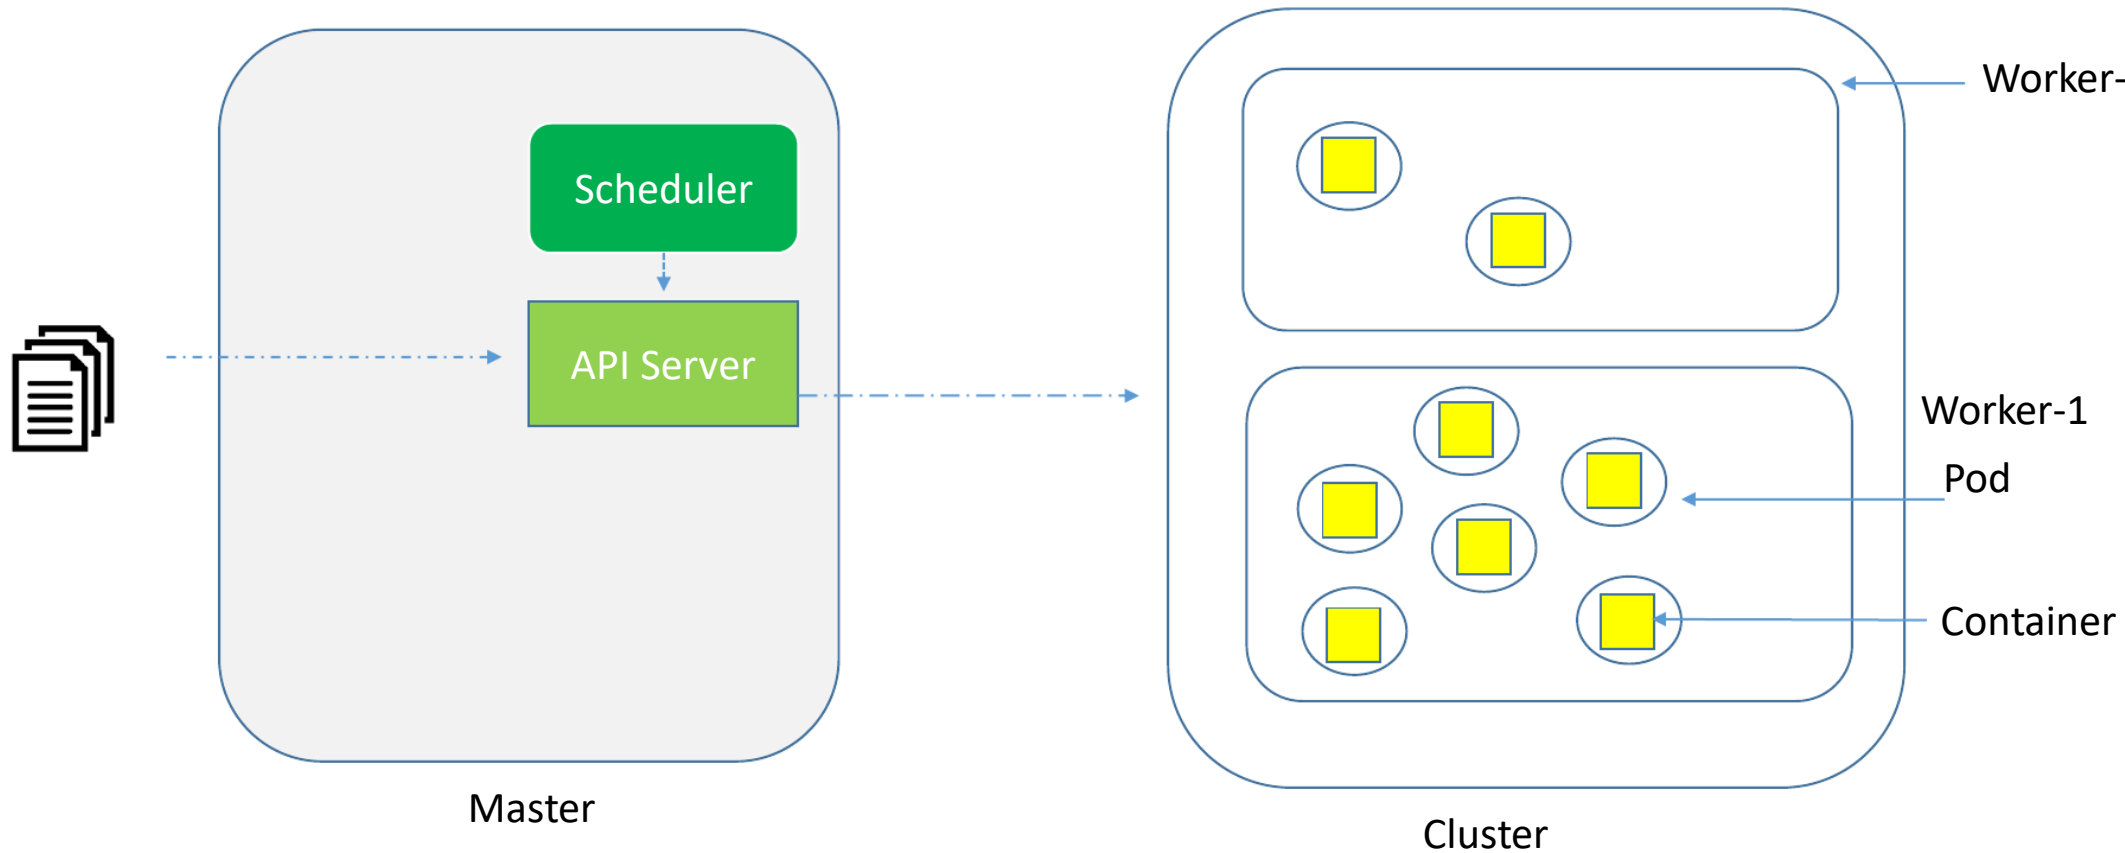 Worker-
Scheduler
API Server
Worker-1
Pod
Container
Master
Cluster